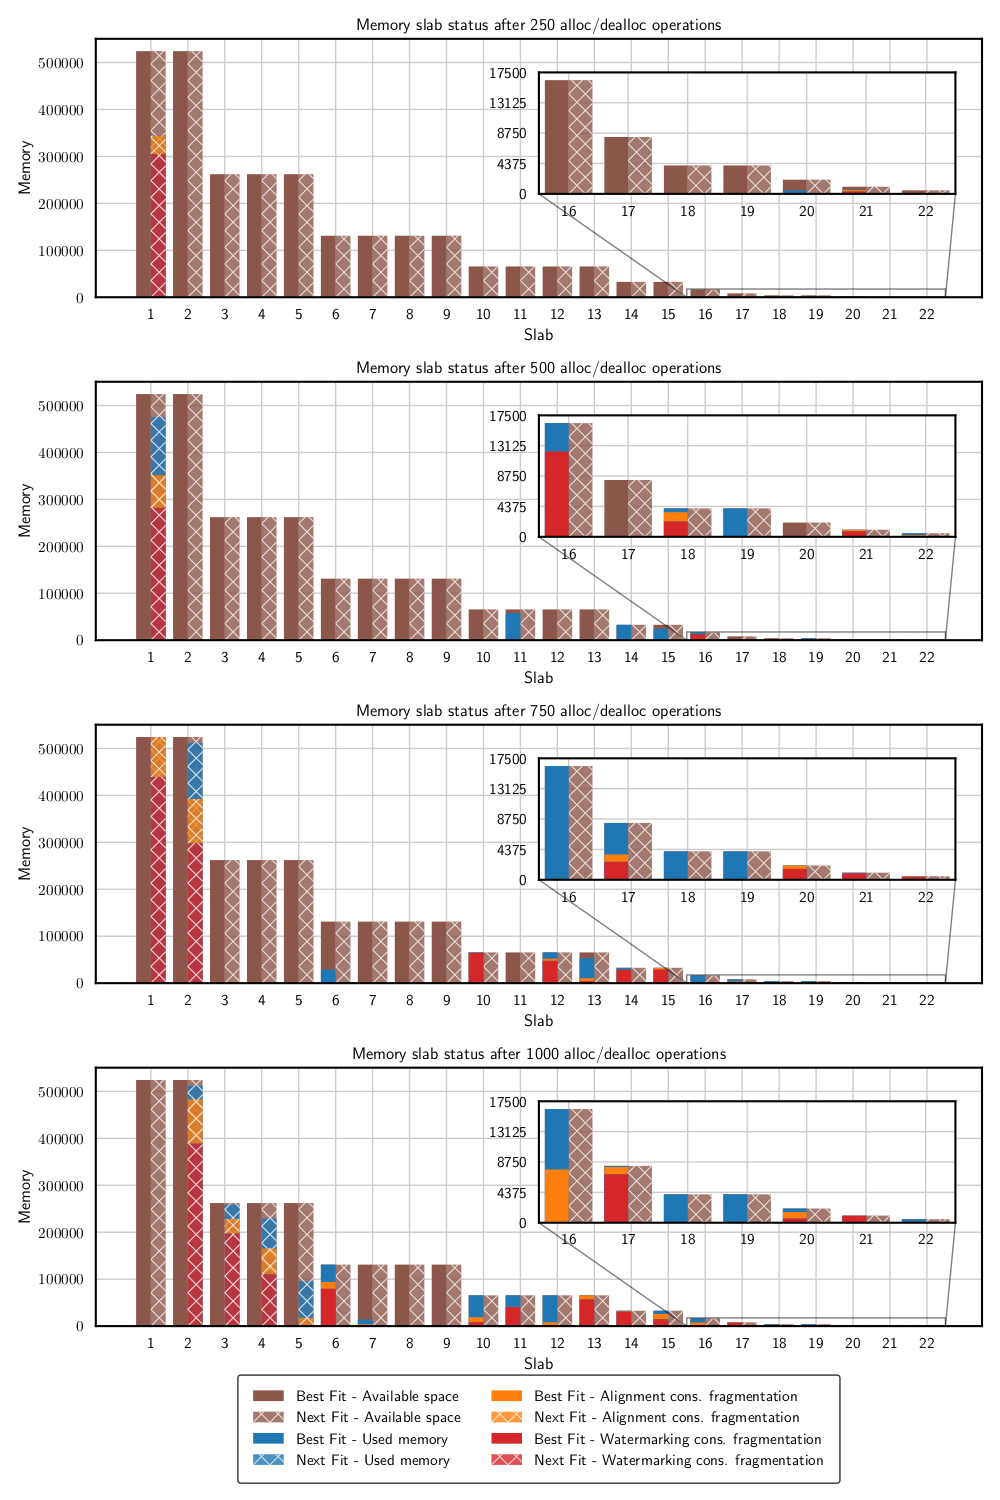 Memory slab status after 250 alloc/dealloc operations
500000
400000
300000
200000
100000
0
Memory
17500
13125
8750
4375
0
16 17 18 19 20 21 22
1 2 3 4 5 6 7 8 9 10 11 12 13 14 15 16 17 18 19 20 21 22
Slab
Memory slab status after 500 alloc/dealloc operations
500000
400000
300000
200000
100000
0
Memory
17500
13125
8750
4375
0
16 17 18 19 20 21 22
1 2 3 4 5 6 7 8 9 10 11 12 13 14 15 16 17 18 19 20 21 22
Slab
Memory slab status after 750 alloc/dealloc operations
500000
400000
300000
200000
100000
0
Memory
17500
13125
8750
4375
0
16 17 18 19 20 21 22
1 2 3 4 5 6 7 8 9 10 11 12 13 14 15 16 17 18 19 20 21 22
Slab
Memory slab status after 1000 alloc/dealloc operations
500000
400000
300000
200000
100000
0
Memory
17500
13125
8750
4375
0
16 17 18 19 20 21 22
1 2 3 4 5 6 7 8 9 10 11 12 13 14 15 16 17 18 19 20 21 22
Slab
Best Fit - Available space
Next Fit - Available space
Best Fit - Used memory
Next Fit - Used memory
Best Fit - Alignment cons. fragmentation
Next Fit - Alignment cons. fragmentation
Best Fit - Watermarking cons. fragmentation
Next Fit - Watermarking cons. fragmentation